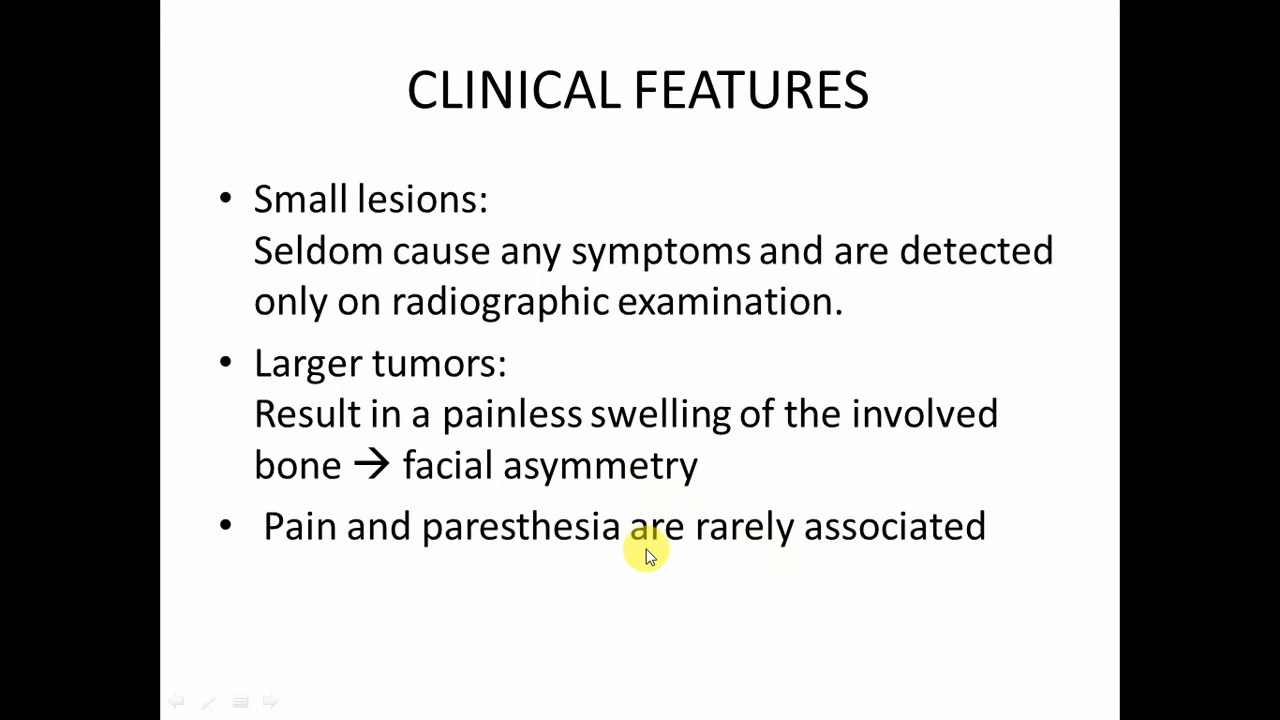 CLINICAL FEATURES
• Small lesions:
Seldom cause any symptoms and are detected
only on radiographic examination.
• Larger tumors:
Result in a painless swelling of the involved
bone → facial asymmetry
• Pain and paresthesia are rarely associated